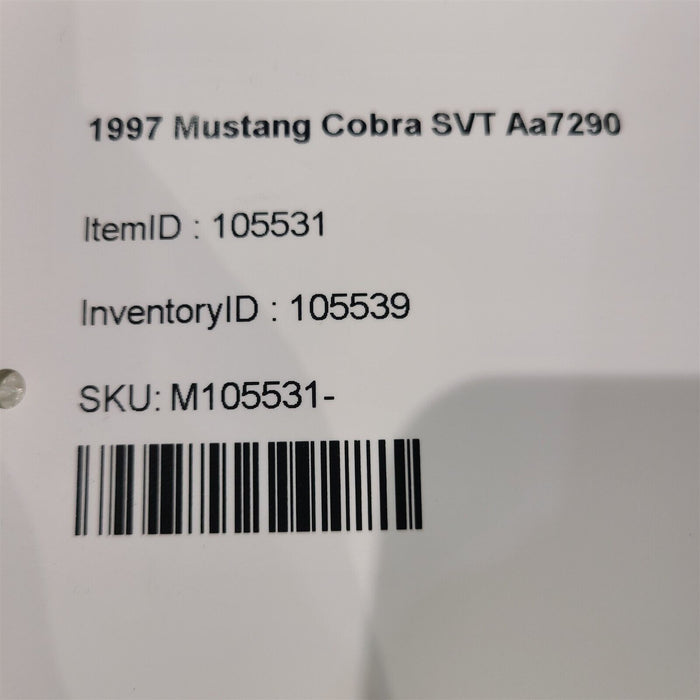 1997 Mustang Cobra SVT Aa7290
ItemID : 105531
InventoryID : 105539
SKU: M105531-